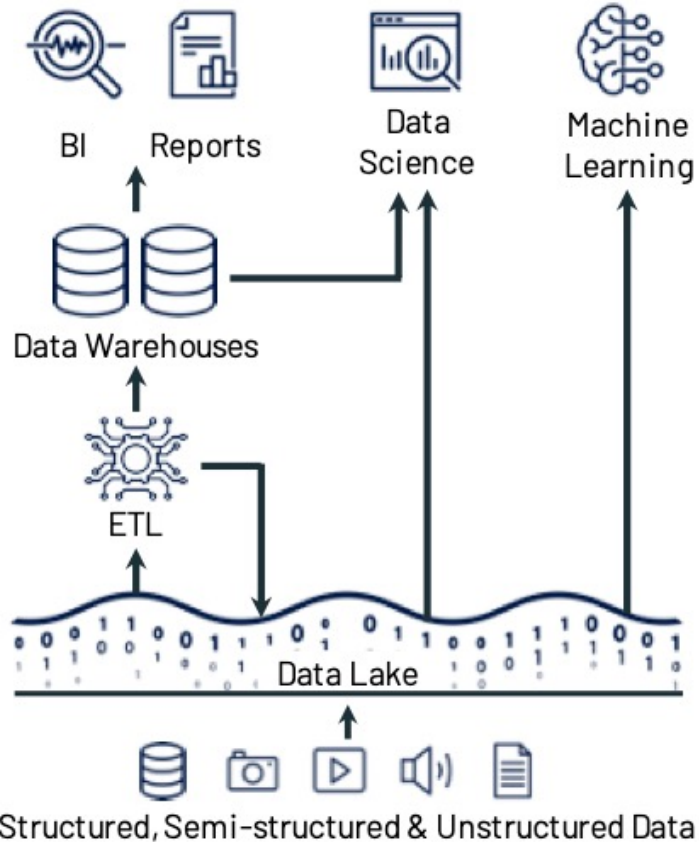 BI
Reports
Data
Science
Machine
Learning
Data Warehouses
ETL
Data Lake
Structured, Semi-structured & Unstructured Data